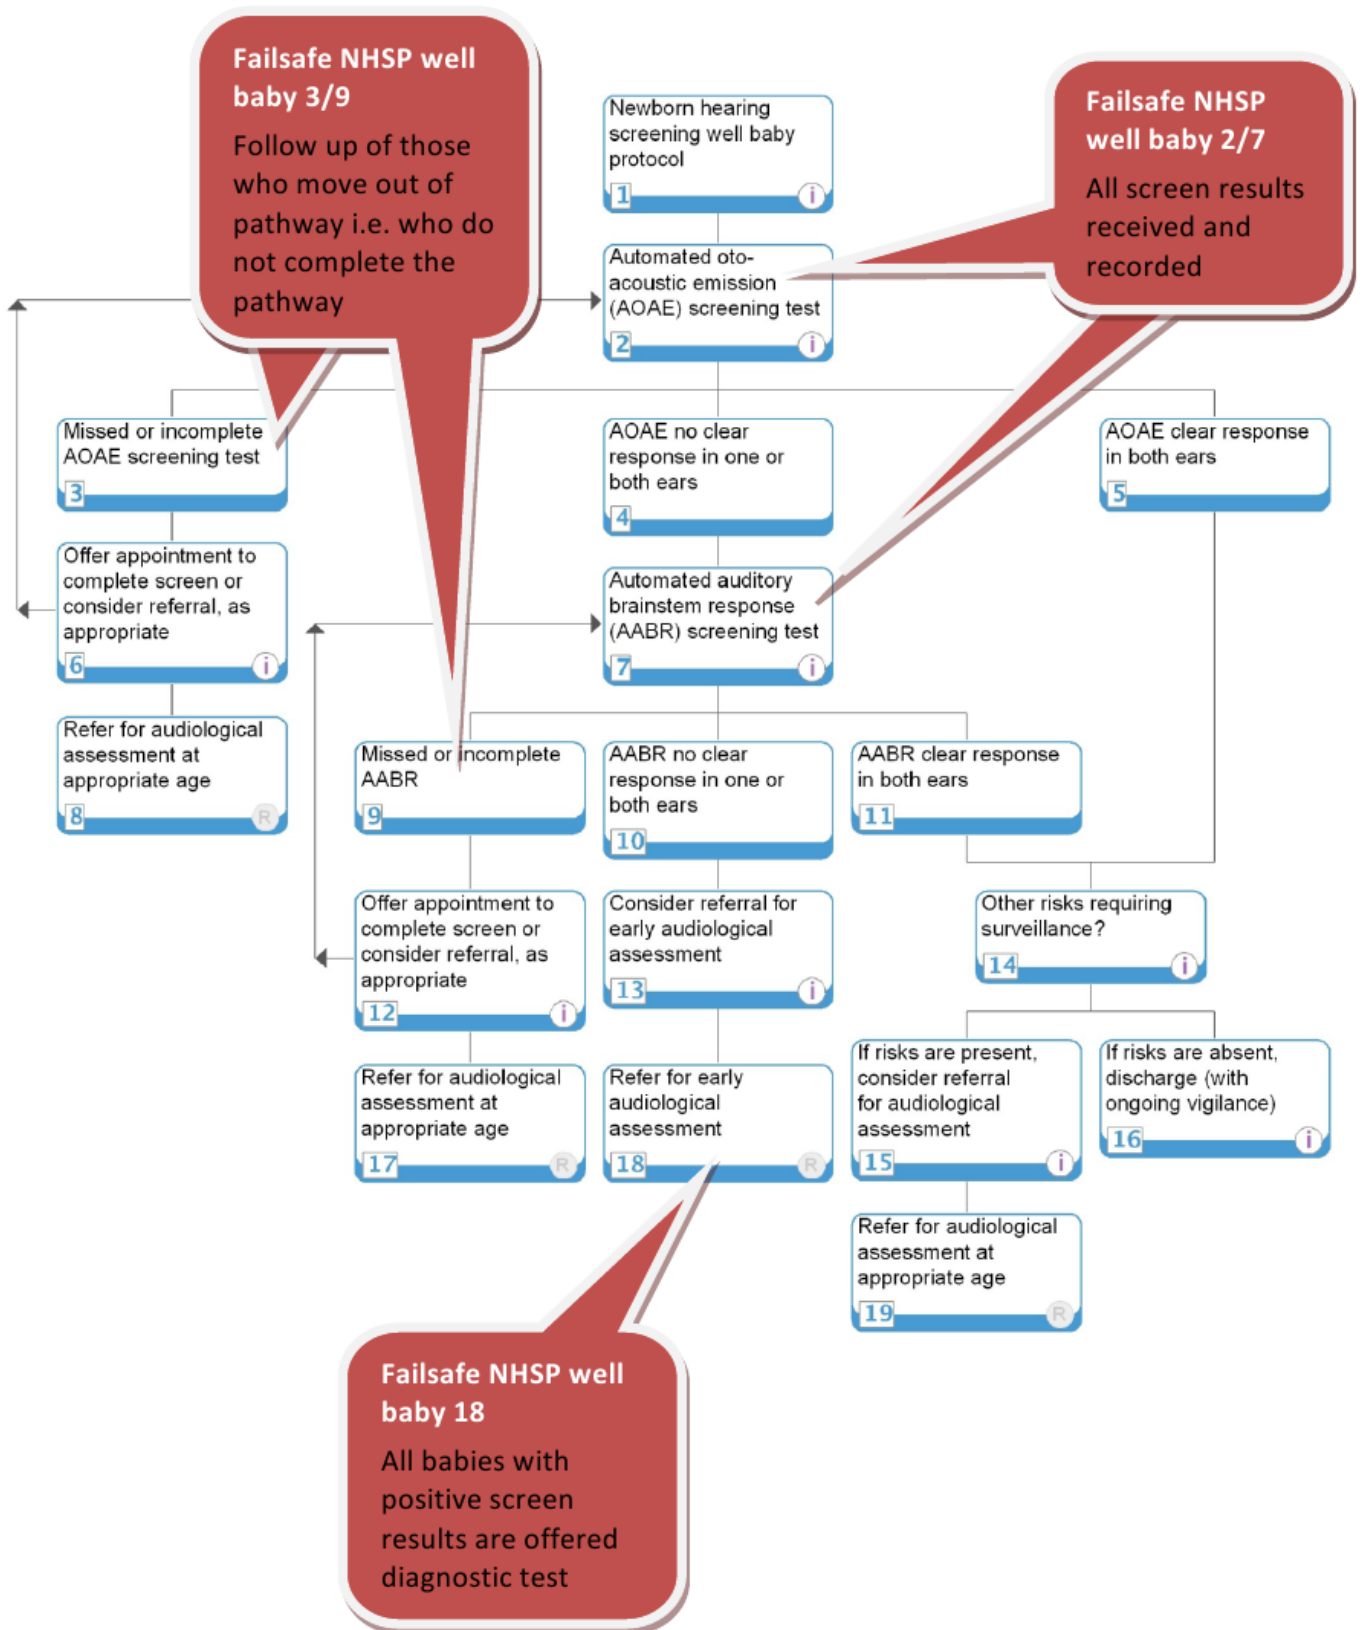 Failsafe NHSP well
baby 3/9
Follow up of those
who move out of
pathway i.e. who do
not complete the
pathway
Newborn hearing
screening well baby
protocol
1
i
Failsafe NHSP
well baby 2/7
All screen results
received and
recorded
Automated oto-
acoustic emission
(AOAE) screening test
2
i
Missed or incomplete
AOAE screening test
3
AOAE no clear
response in one or
both ears
4
AOAE clear response
in both ears
5
Offer appointment to
complete screen or
consider referral, as
appropriate
6
i
Automated auditory
brainstem response
(AABR) screening test
7
i
Refer for audiological
assessment at
appropriate age
8
R
Missed or incomplete
AABR
9
AABR no clear
response in one or
both ears
10
AABR clear response
in both ears
11
Offer appointment to
complete screen or
consider referral, as
appropriate
12
i
Consider referral for
early audiological
assessment
13
i
Other risks requiring
surveillance?
14
i
If risks are present,
consider referral
for audiological
assessment
15
i
If risks are absent,
discharge (with
ongoing vigilance)
16
i
Refer for audiological
assessment at
appropriate age
17
R
Refer for early
audiological
assessment
18
R
Refer for audiological
assessment at
appropriate age
19
R
Failsafe NHSP well
baby 18
All babies with
positive screen
results are offered
diagnostic test